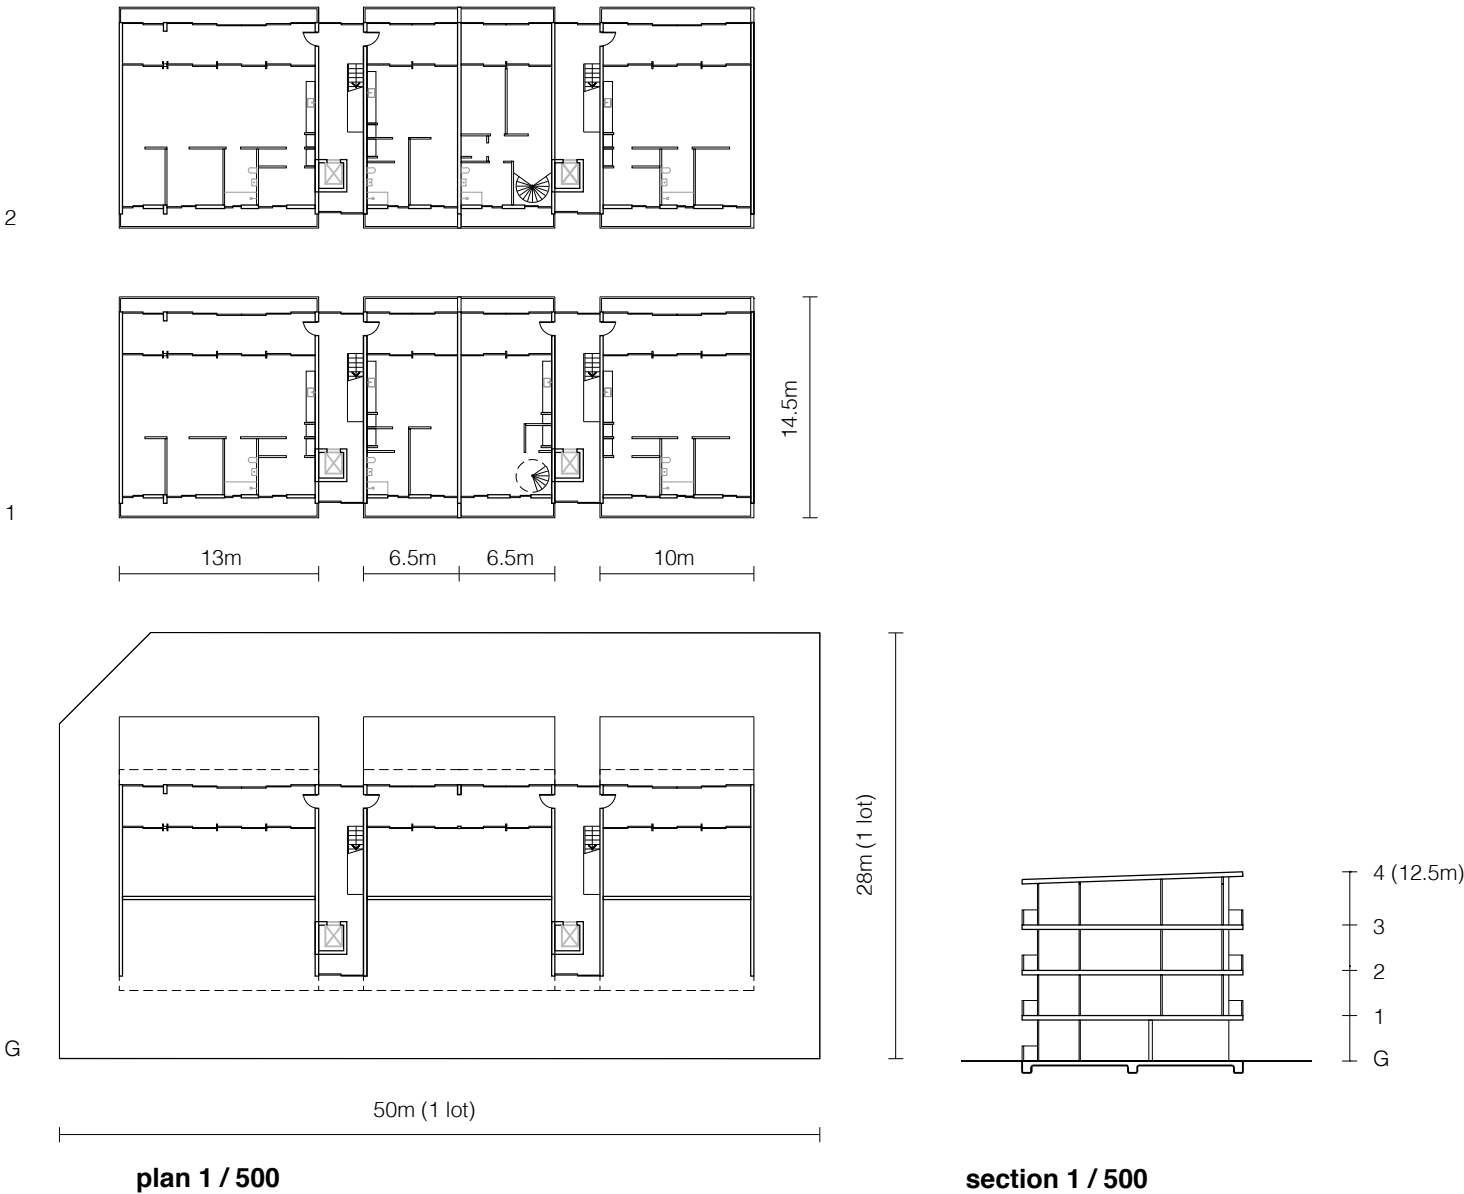 2
14.5m
1
13m
6.5m
6.5m
10m
28m (1 lot)
4 (12.5m)
3
2
1
G
G
50m (1 lot)
plan 1 / 500
section 1 / 500